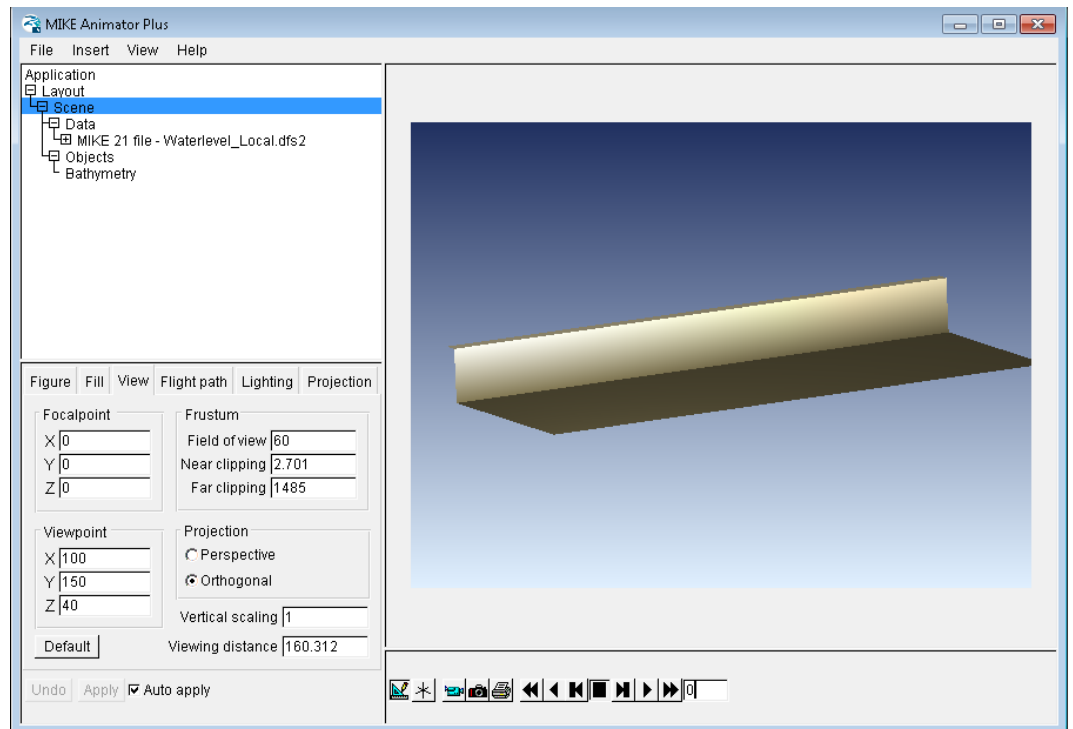 MIKE Animator Plus
File Insert View Help
Application
Layout
Scene
Data
MIKE 21 file - Waterlevel_Local.dfs2
Objects
Bathymetry
Figure Fill View Flight path Lighting Projection
Focalpoint
X 0
Y 0
Z 0
Frustum
Field of view 60
Near clipping 2.701
Far clipping 1485
Viewpoint
X 100
Y 150
Z 40
Projection
Perspective
Orthogonal
Vertical scaling 1
Default Viewing distance 160.312
Undo Apply Auto apply
0